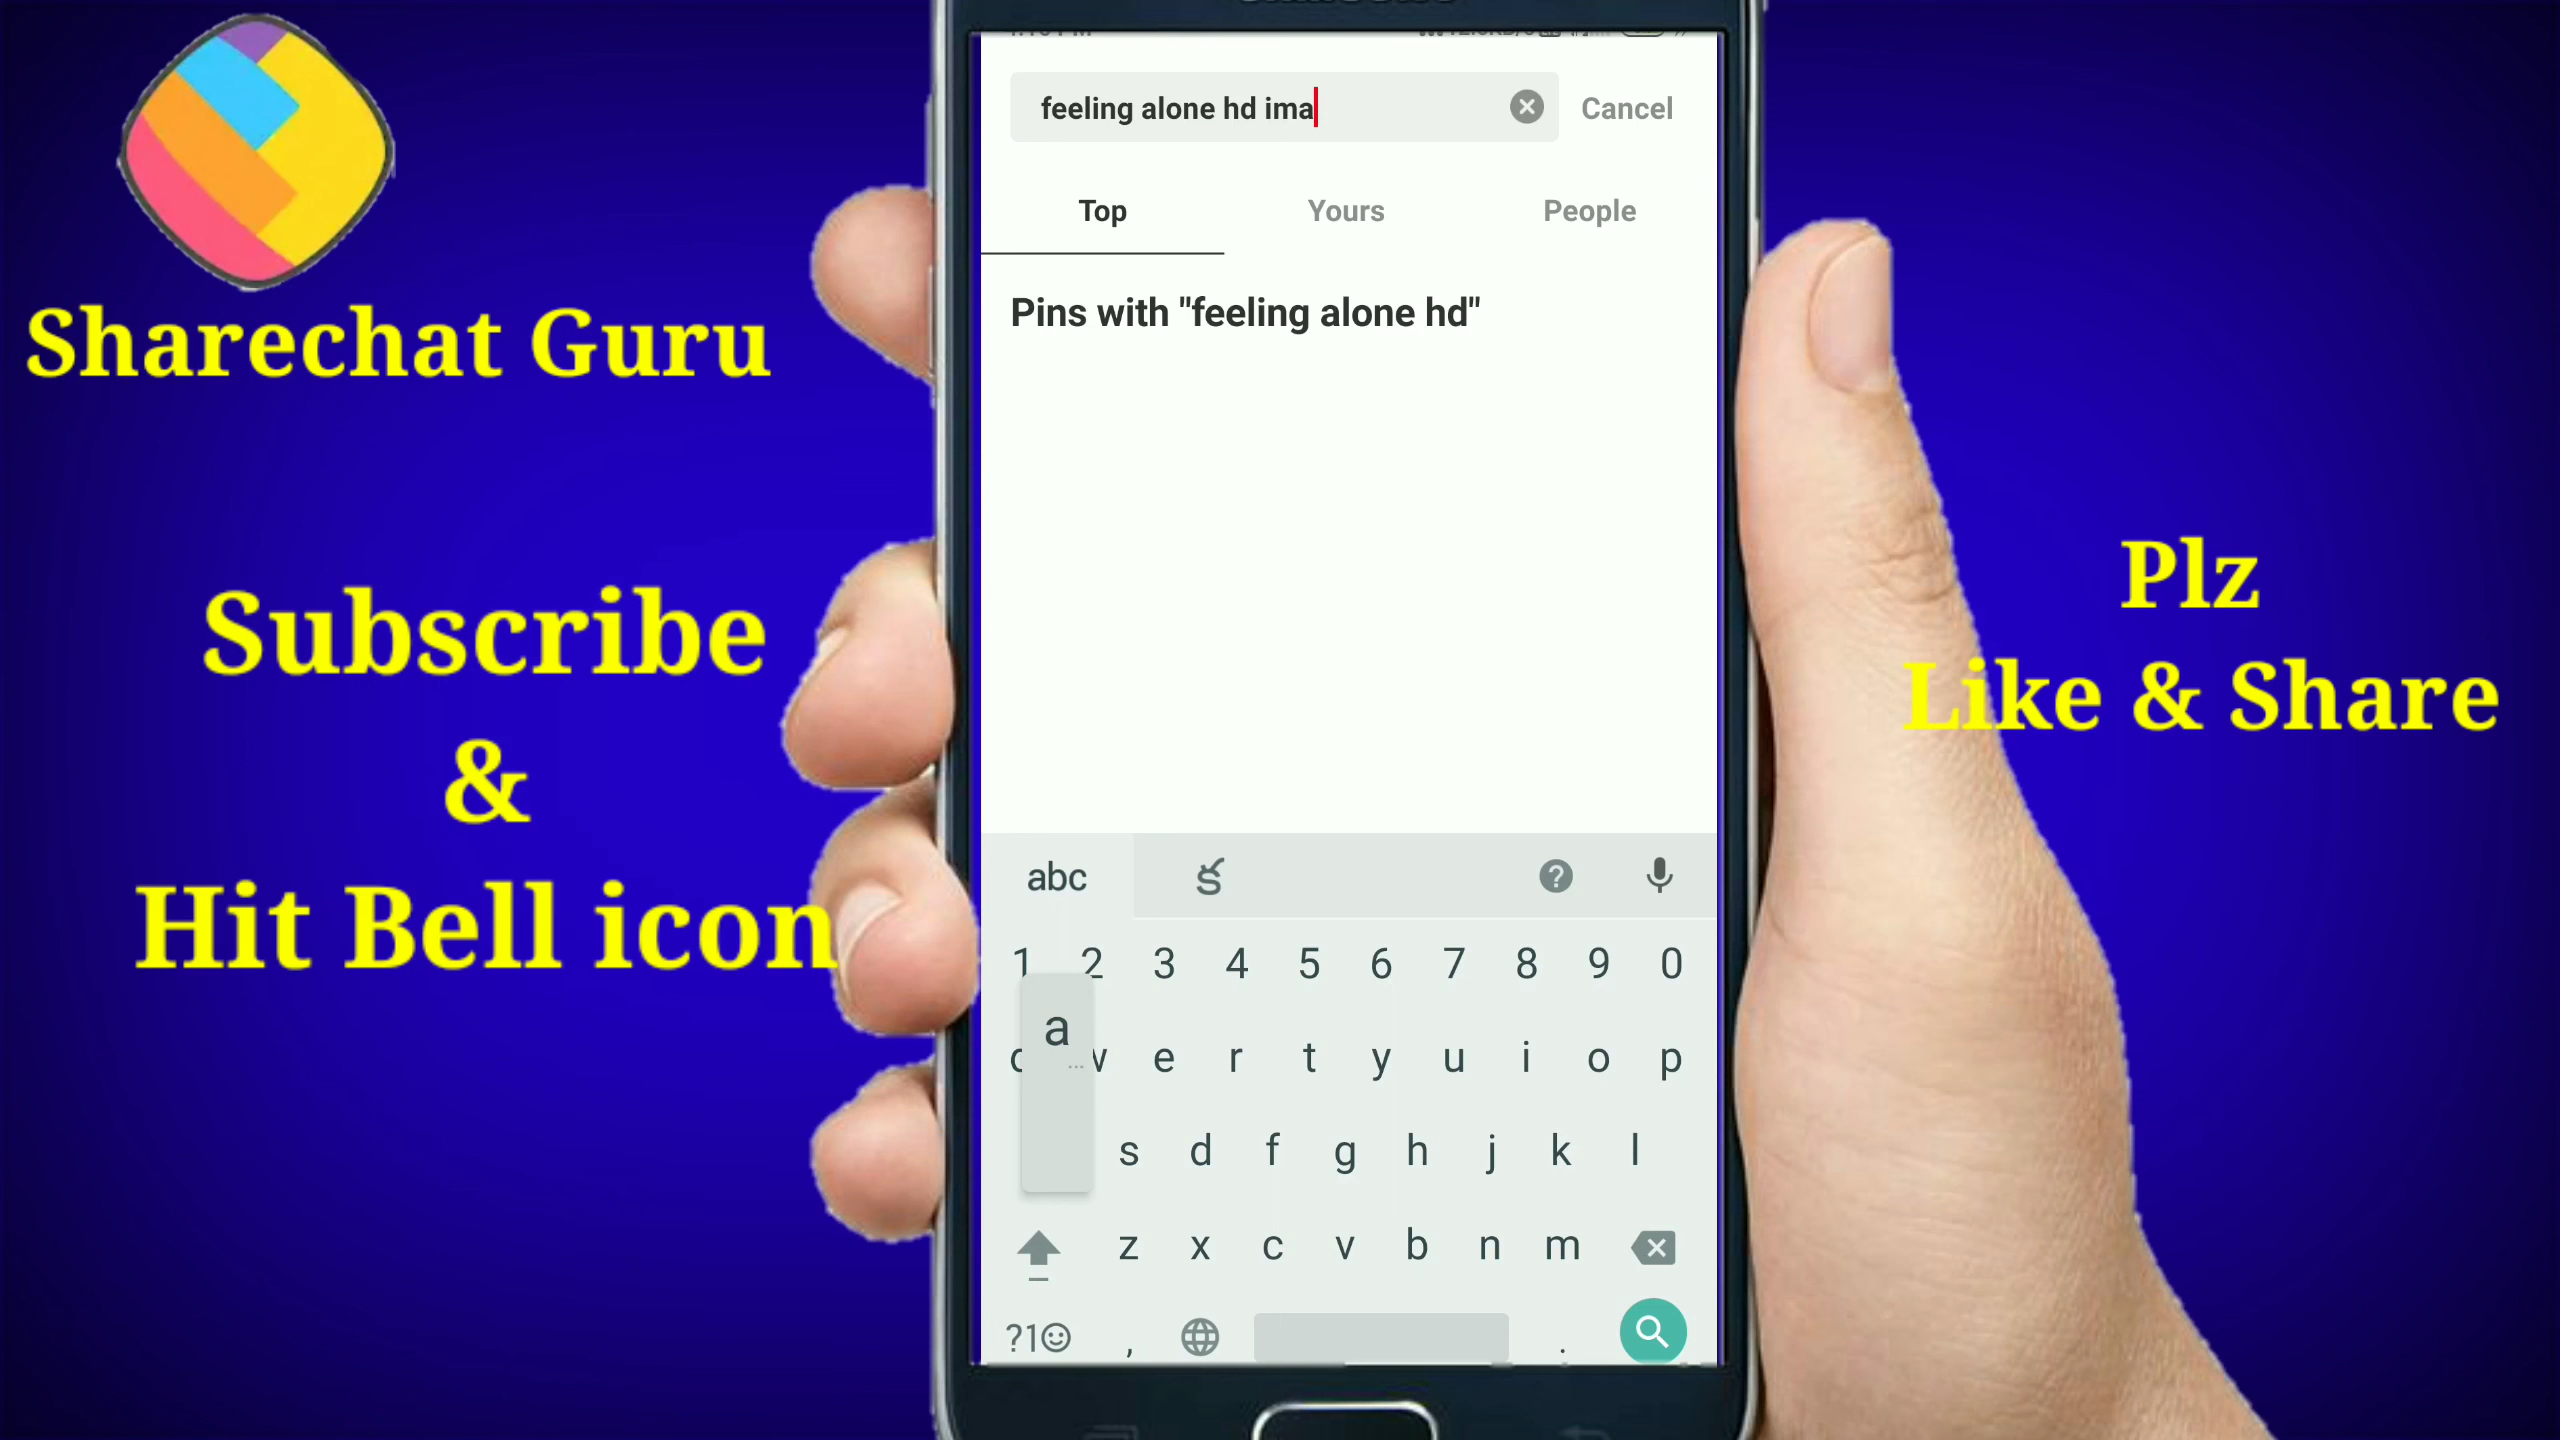 Sharechat Guru
Subscribe
&
Hit Bell icon
feeling alone hd ima
Cancel
Top Yours People
Pins with "feeling alone hd"
abc క
1 2 3 4 5 6 7 8 9 0
a
w e r t y u i o p
s d f g h j k l
z x c v b n m
?1☺ , .
Plz
Like & Share